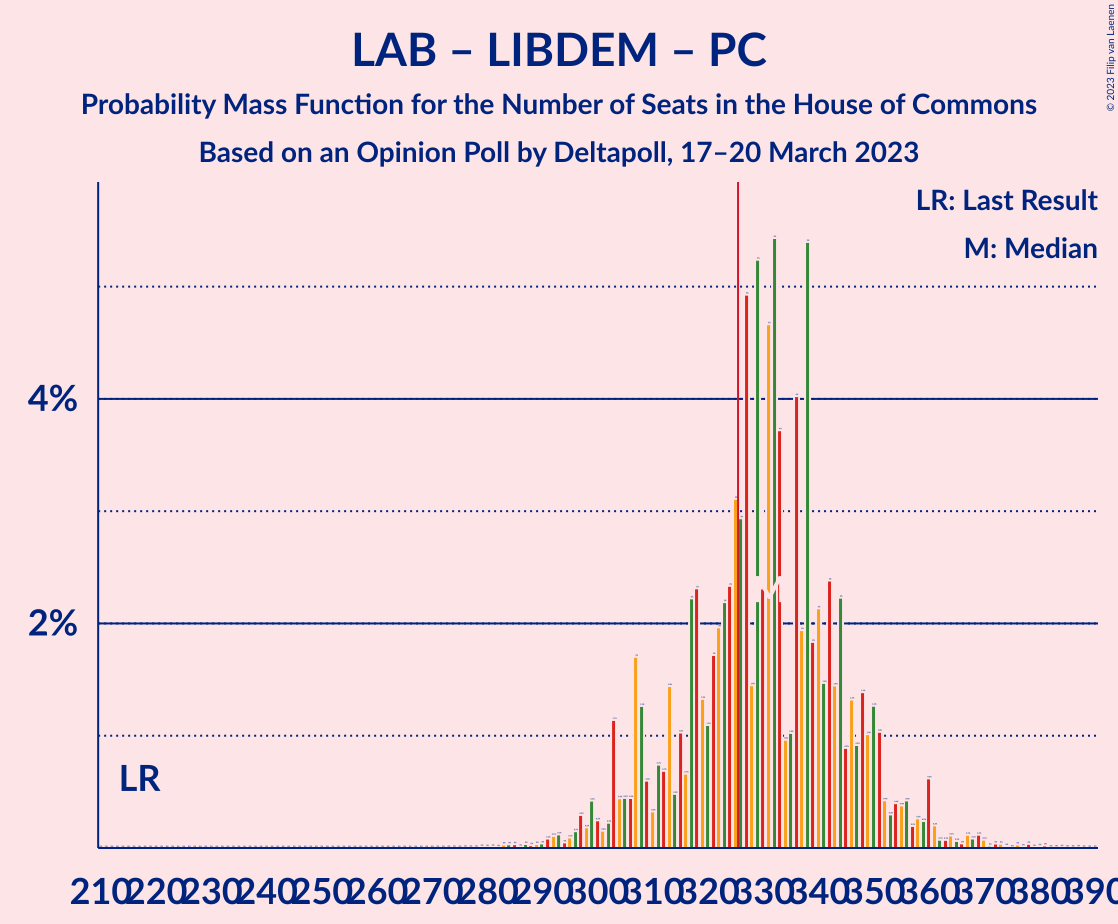 LAB – LIBDEM – PC
Probability Mass Function for the Number of Seats in the House of Commons
Based on an Opinion Poll by Deltapoll, 17–20 March 2023
© 2023 Filip van Laenen
LR: Last Result
M: Median
4%
2%
LR
M
210 220 230 240 250 260 270 280 290 300 310 320 330 340 350 360 370 380 390